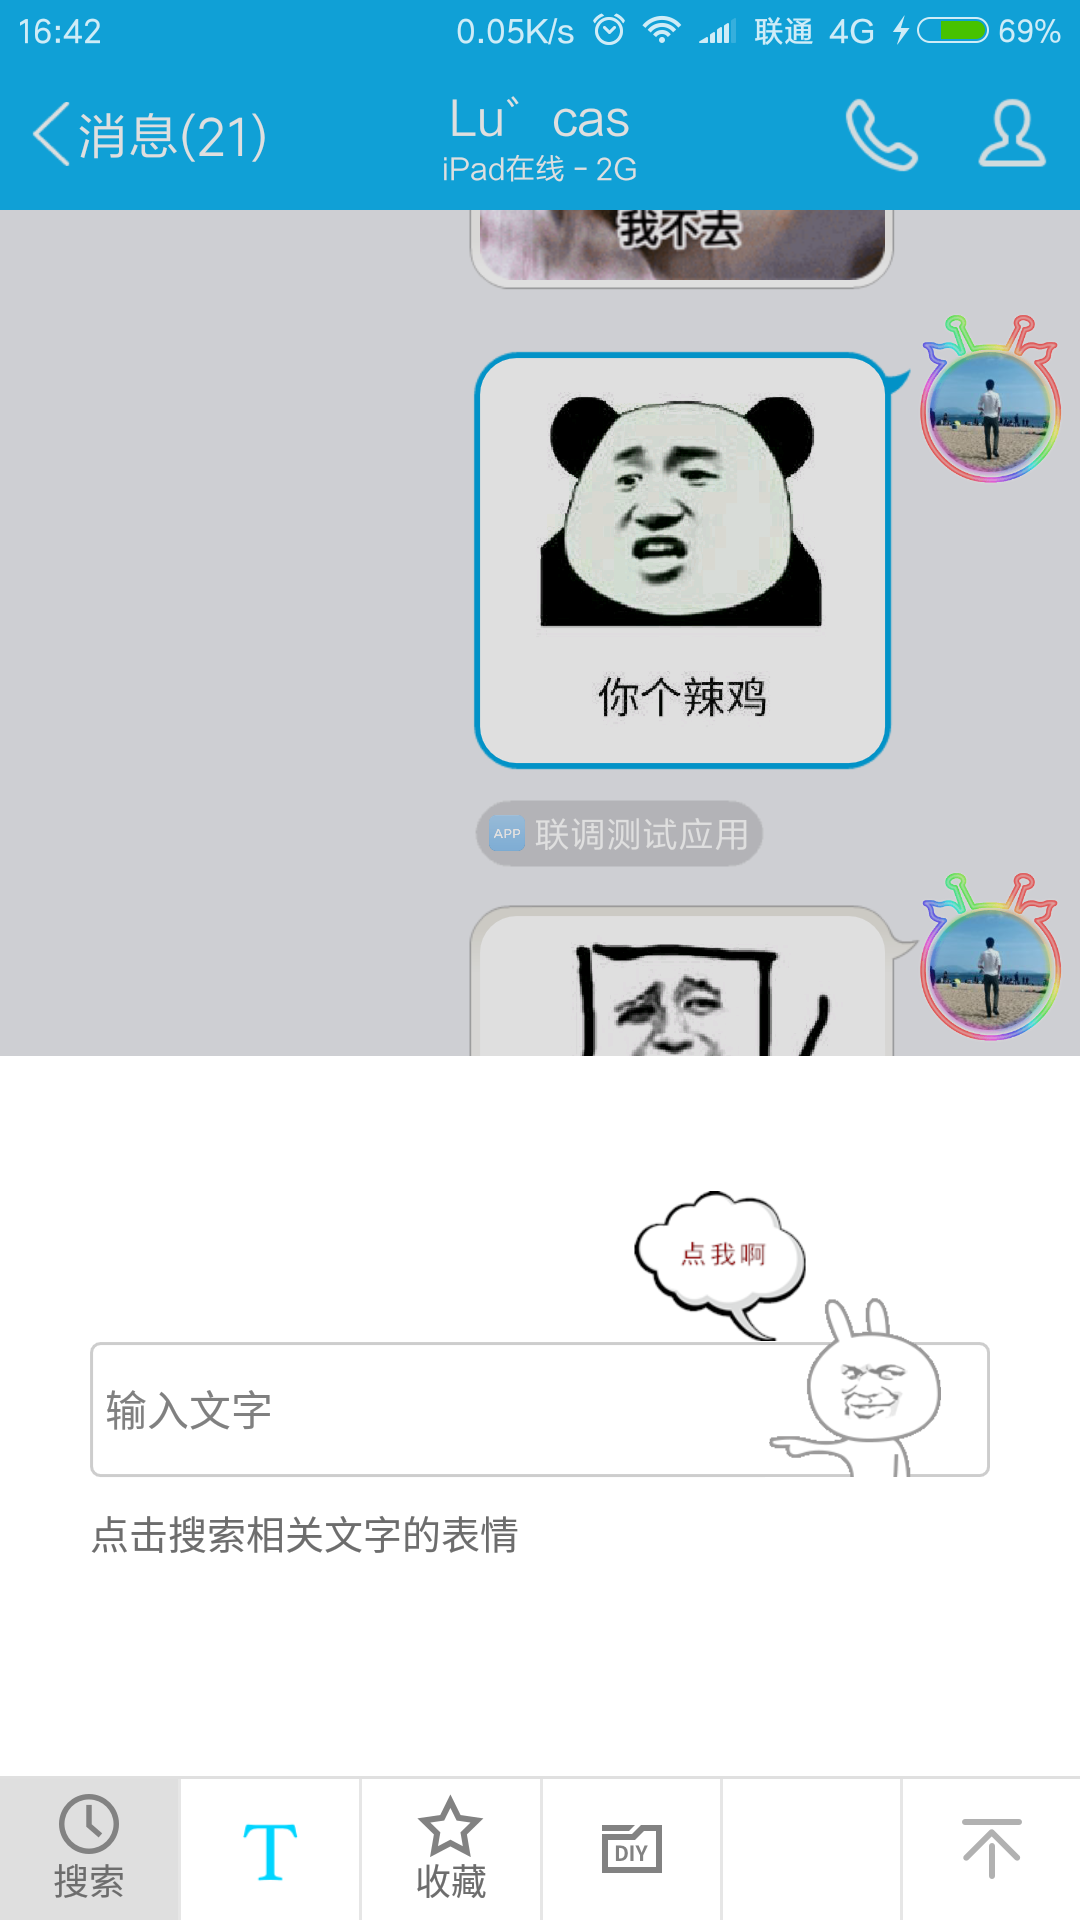 16:42
0.05K/s 联通 4G 69%
消息(21)
Lu゛cas
iPad在线 - 2G
我不去
你个辣鸡
APP 联调测试应用
点我啊
输入文字
点击搜索相关文字的表情
T
DIY
搜索
收藏